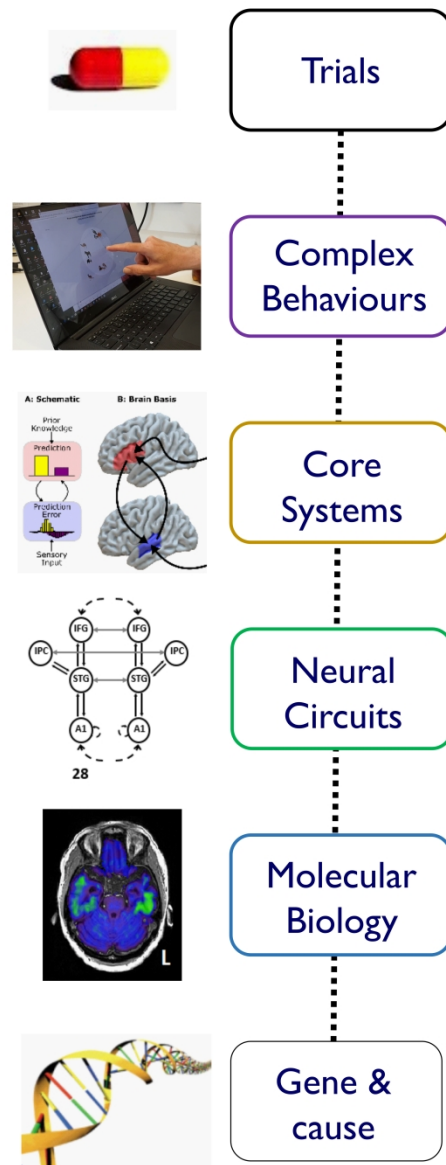 Trials
Complex
Behaviours
A: Schematic
B: Brain Basis
Prior
Knowledge
Prediction
Prediction
Error
Sensory
Input
Core
Systems
IFG IFG
IPC IPC
STG STG
A1 A1
28
Neural
Circuits
L
Molecular
Biology
Gene &
cause